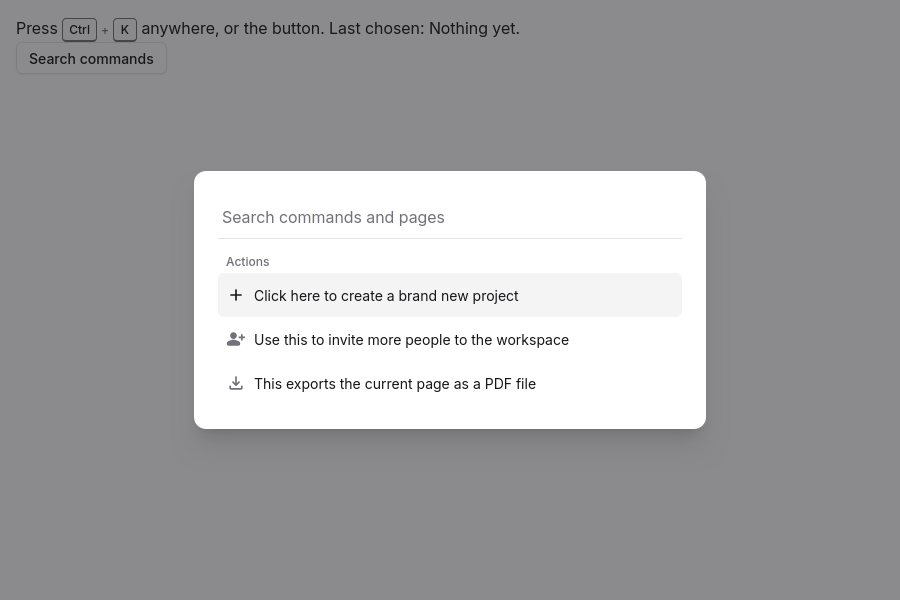 Press Ctrl + K anywhere, or the button. Last chosen: Nothing yet.
Search commands
Search commands and pages
Actions
Click here to create a brand new project
Use this to invite more people to the workspace
This exports the current page as a PDF file